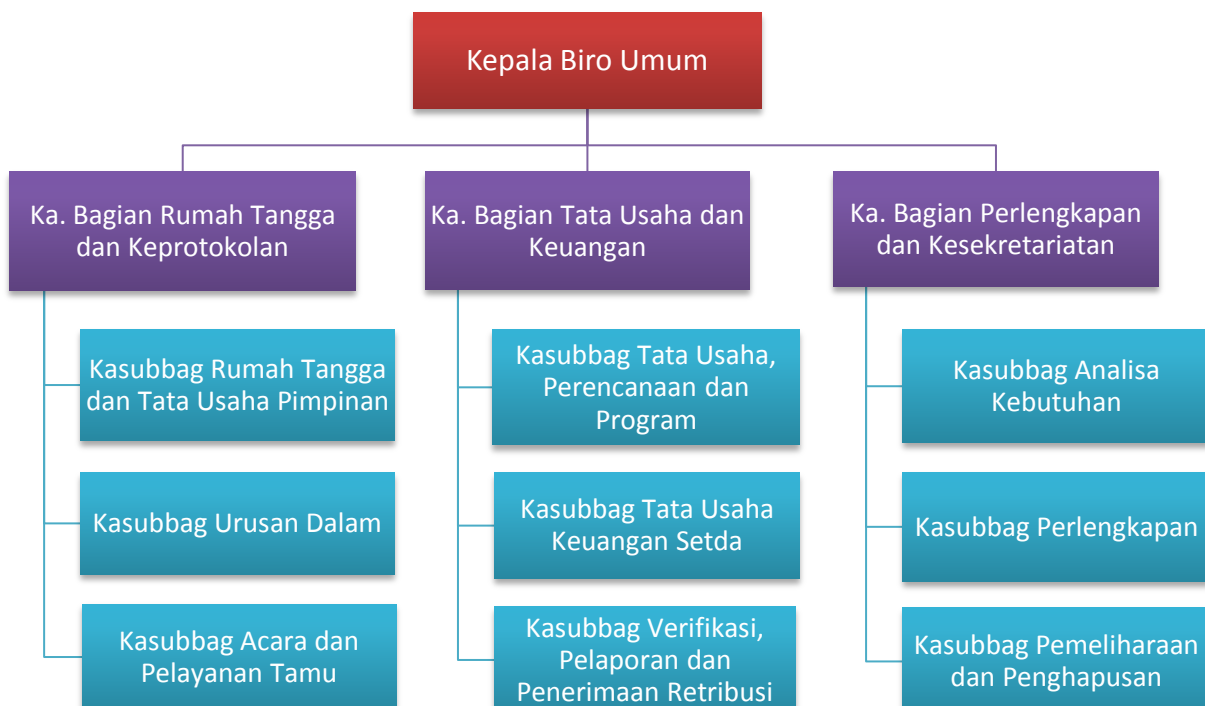 Kepala Biro Umum
Ka. Bagian Rumah Tangga
dan Keprotokolan
Kasubbag Rumah Tangga
dan Tata Usaha Pimpinan
Kasubbag Urusan Dalam
Kasubbag Acara dan
Pelayanan Tamu
Ka. Bagian Tata Usaha dan
Keuangan
Kasubbag Tata Usaha,
Perencanaan dan
Program
Kasubbag Tata Usaha
Keuangan Setda
Kasubbag Verifikasi,
Pelaporan dan
Penerimaan Retribusi
Ka. Bagian Perlengkapan
dan Kesekretariatan
Kasubbag Analisa
Kebutuhan
Kasubbag Perlengkapan
Kasubbag Pemeliharaan
dan Penghapusan